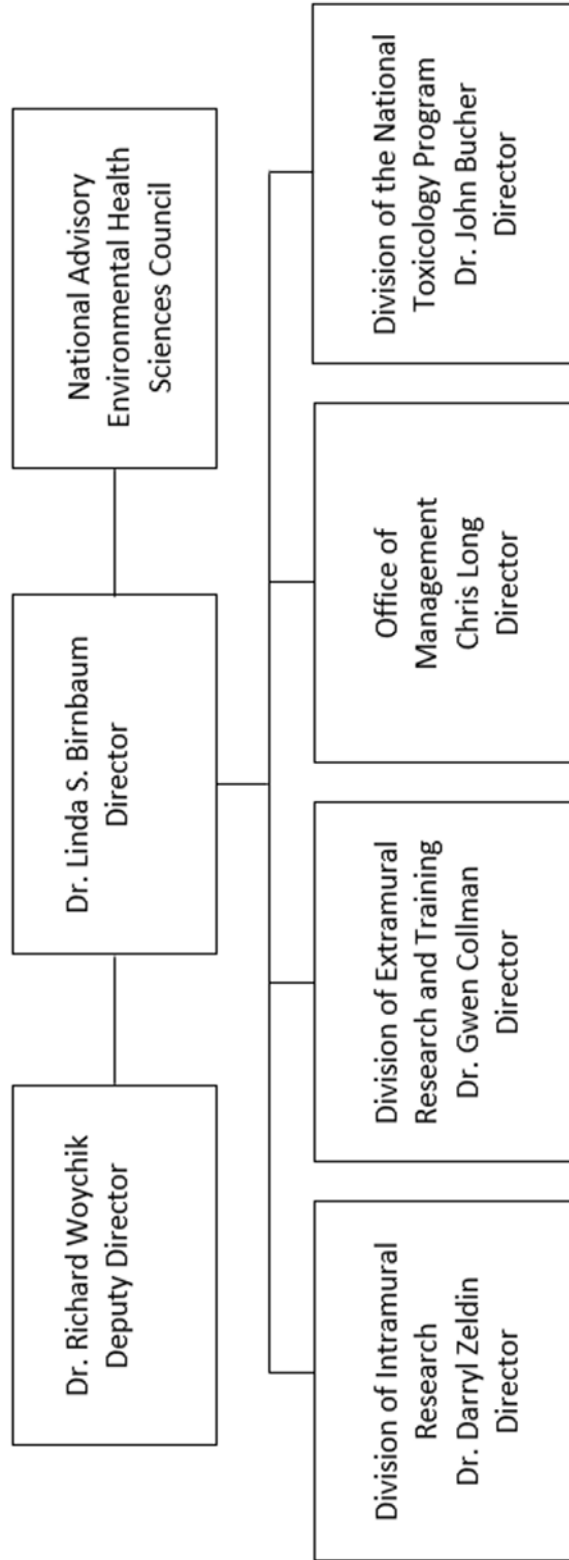 Dr. Richard Woychik
Deputy Director
Dr. Linda S. Birnbaum
Director
National Advisory
Environmental Health
Sciences Council
Division of Intramural
Research
Dr. Darryl Zeldin
Director
Division of Extramural
Research and Training
Dr. Gwen Collman
Director
Office of
Management
Chris Long
Director
Division of the National
Toxicology Program
Dr. John Bucher
Director